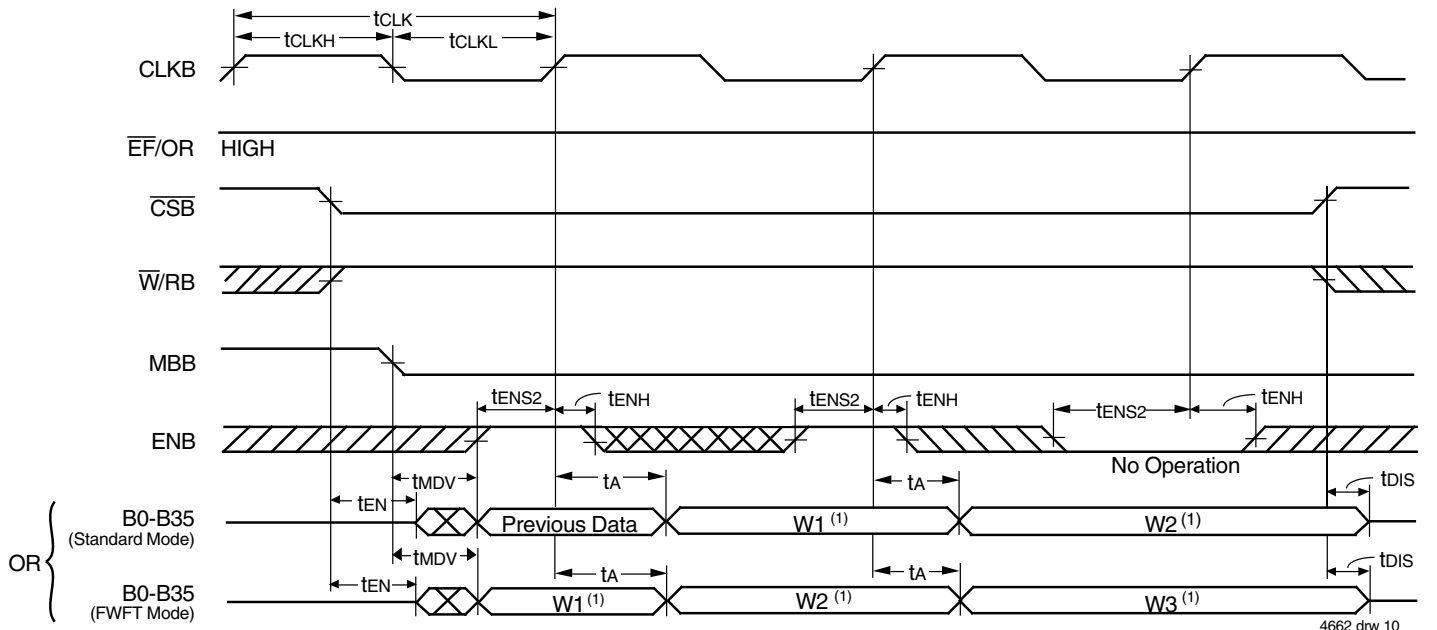 tCLK
tCLKH
tCLKL
CLKB
EF/OR
HIGH
CSB
W/RB
MBB
tENS2
tENH
tENS2
tENH
tENS2
tENH
ENB
No Operation
tMDV
tA
tA
tDIS
tEN
B0-B35
(Standard Mode)
Previous Data
W1 (1)
W2 (1)
OR
tMDV
tA
tA
tDIS
tEN
B0-B35
(FWFT Mode)
W1 (1)
W2 (1)
W3 (1)
4662 drw 10